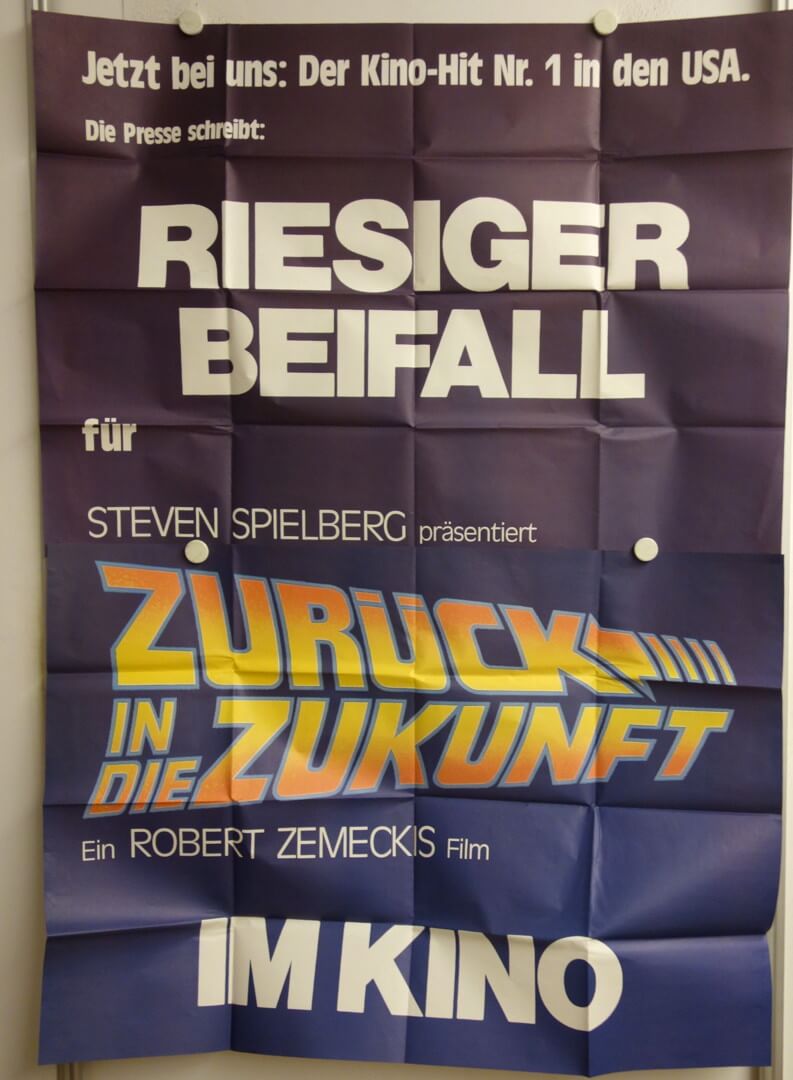 Jetzt bei uns: Der Kino-Hit Nr. 1 in den USA.
Die Presse schreibt:
RIESIGER
BEIFALL
für
STEVEN SPIELBERG präsentiert
ZURÜCK
IN
DIE ZUKUNFT
Ein ROBERT ZEMECKIS Film
IM KINO